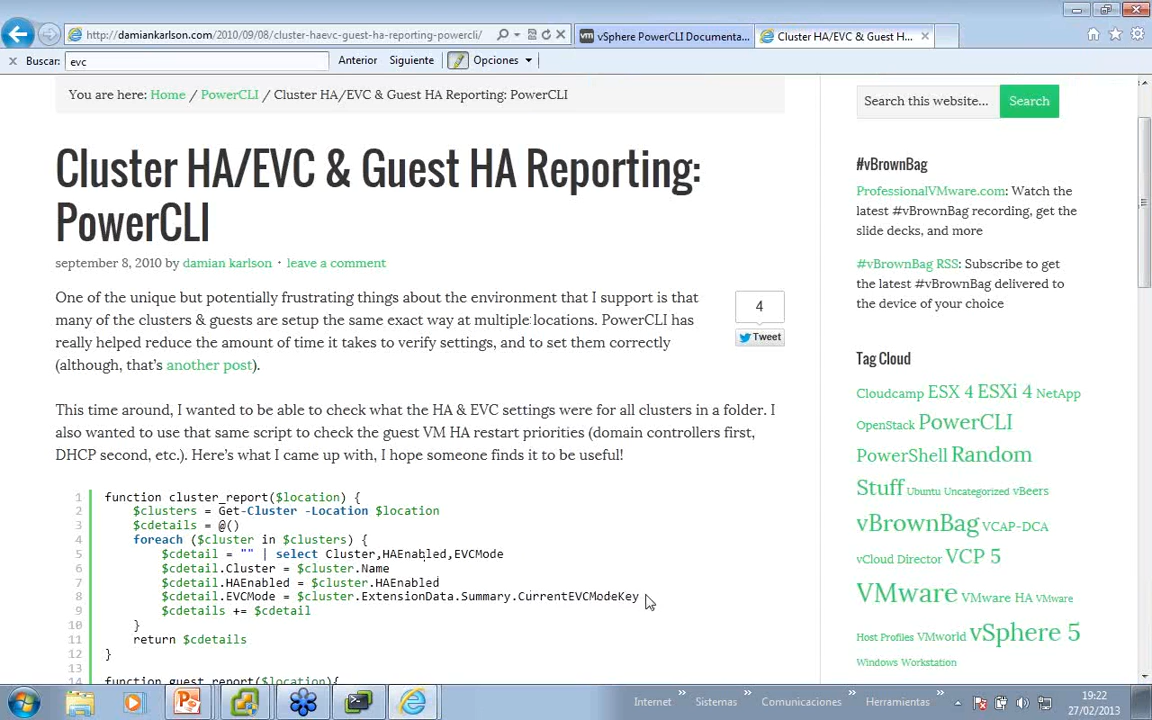 http://damiankarlson.com/2010/09/08/cluster-haevc-guest-ha-reporting-powercli/
vSphere PowerCLI Documenta...
Cluster HA/EVC & Guest H...
Buscar: evc
Anterior
Siguiente
Opciones
You are here: Home / PowerCLI / Cluster HA/EVC & Guest HA Reporting: PowerCLI
Cluster HA/EVC & Guest HA Reporting:
PowerCLI
september 8, 2010 by damian karlson · leave a comment
One of the unique but potentially frustrating things about the environment that I support is that
many of the clusters & guests are setup the same exact way at multiple locations. PowerCLI has
really helped reduce the amount of time it takes to verify settings, and to set them correctly
(although, that's another post).
4
Tweet
This time around, I wanted to be able to check what the HA & EVC settings were for all clusters in a folder. I
also wanted to use that same script to check the guest VM HA restart priorities (domain controllers first,
DHCP second, etc.). Here's what I came up with, I hope someone finds it to be useful!
1 function cluster_report($location) {
2 $clusters = Get-Cluster -Location $location
3 $cdetails = @()
4 foreach ($cluster in $clusters) {
5 $cdetail = "" | select Cluster,HAEnabled,EVCMode
6 $cdetail.Cluster = $cluster.Name
7 $cdetail.HAEnabled = $cluster.HAEnabled
8 $cdetail.EVCMode = $cluster.ExtensionData.Summary.CurrentEVCModeKey
9 $cdetails += $cdetail
10 }
11 return $cdetails
12 }
13
14 function guest_report($location){
Search this website...
Search
#vBrownBag
ProfessionalVMware.com: Watch the
latest #vBrownBag recording, get the
slide decks, and more
#vBrownBag RSS: Subscribe to get
the latest #vBrownBag delivered to
the device of your choice
Tag Cloud
Cloudcamp ESX 4 ESXi 4 NetApp
OpenStack PowerCLI
PowerShell Random
Stuff Ubuntu Uncategorized vBeers
vBrownBag VCAP-DCA
vCloud Director VCP 5
VMware VMware HA VMware
Host Profiles VMworld vSphere 5
Windows Workstation
Internet
Sistemas
Comunicaciones
Herramientas
19:22
27/02/2013